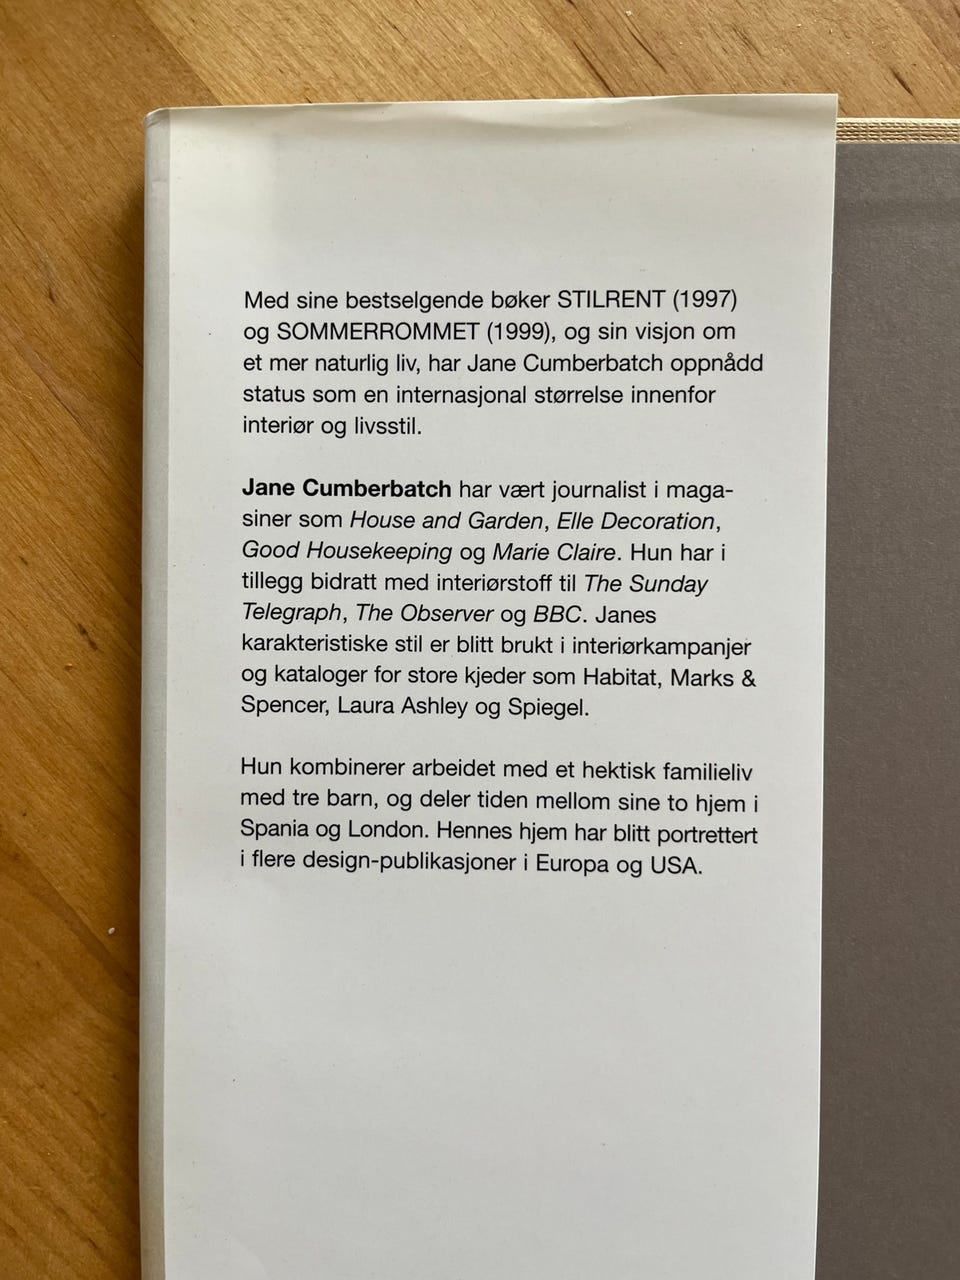 Med sine bestselgende bøker STILRENT (1997)
og SOMMERROMMET (1999), og sin visjon om
et mer naturlig liv, har Jane Cumberbatch oppnådd
status som en internasjonal størrelse innenfor
interiør og livsstil.
Jane Cumberbatch har vært journalist i maga-
siner som House and Garden, Elle Decoration,
Good Housekeeping og Marie Claire. Hun har i
tillegg bidratt med interiørstoff til The Sunday
Telegraph, The Observer og BBC. Janes
karakteristiske stil er blitt brukt i interiørkampanjer
og kataloger for store kjeder som Habitat, Marks &
Spencer, Laura Ashley og Spiegel.
Hun kombinerer arbeidet med et hektisk familieliv
med tre barn, og deler tiden mellom sine to hjem i
Spania og London. Hennes hjem har blitt portrettert
i flere design-publikasjoner i Europa og USA.